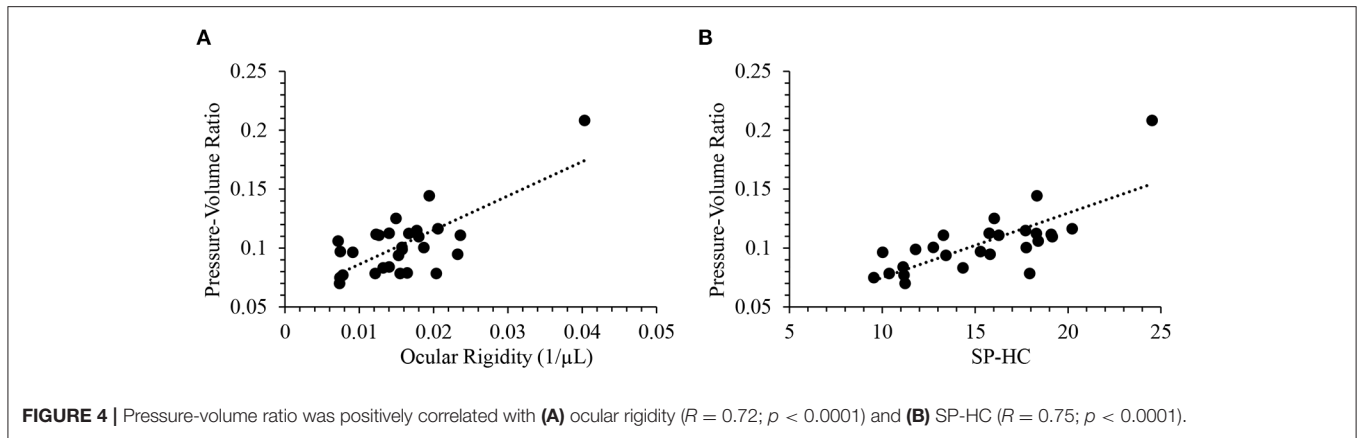 A
Pressure-Volume Ratio
0.25
0.2
0.15
0.1
0.05
0 0.01 0.02 0.03 0.04 0.05
Ocular Rigidity (1/µL)
B
Pressure-Volume Ratio
0.25
0.2
0.15
0.1
0.05
5 10 15 20 25
SP-HC
FIGURE 4 | Pressure-volume ratio was positively correlated with (A) ocular rigidity (R = 0.72; p < 0.0001) and (B) SP-HC (R = 0.75; p < 0.0001).